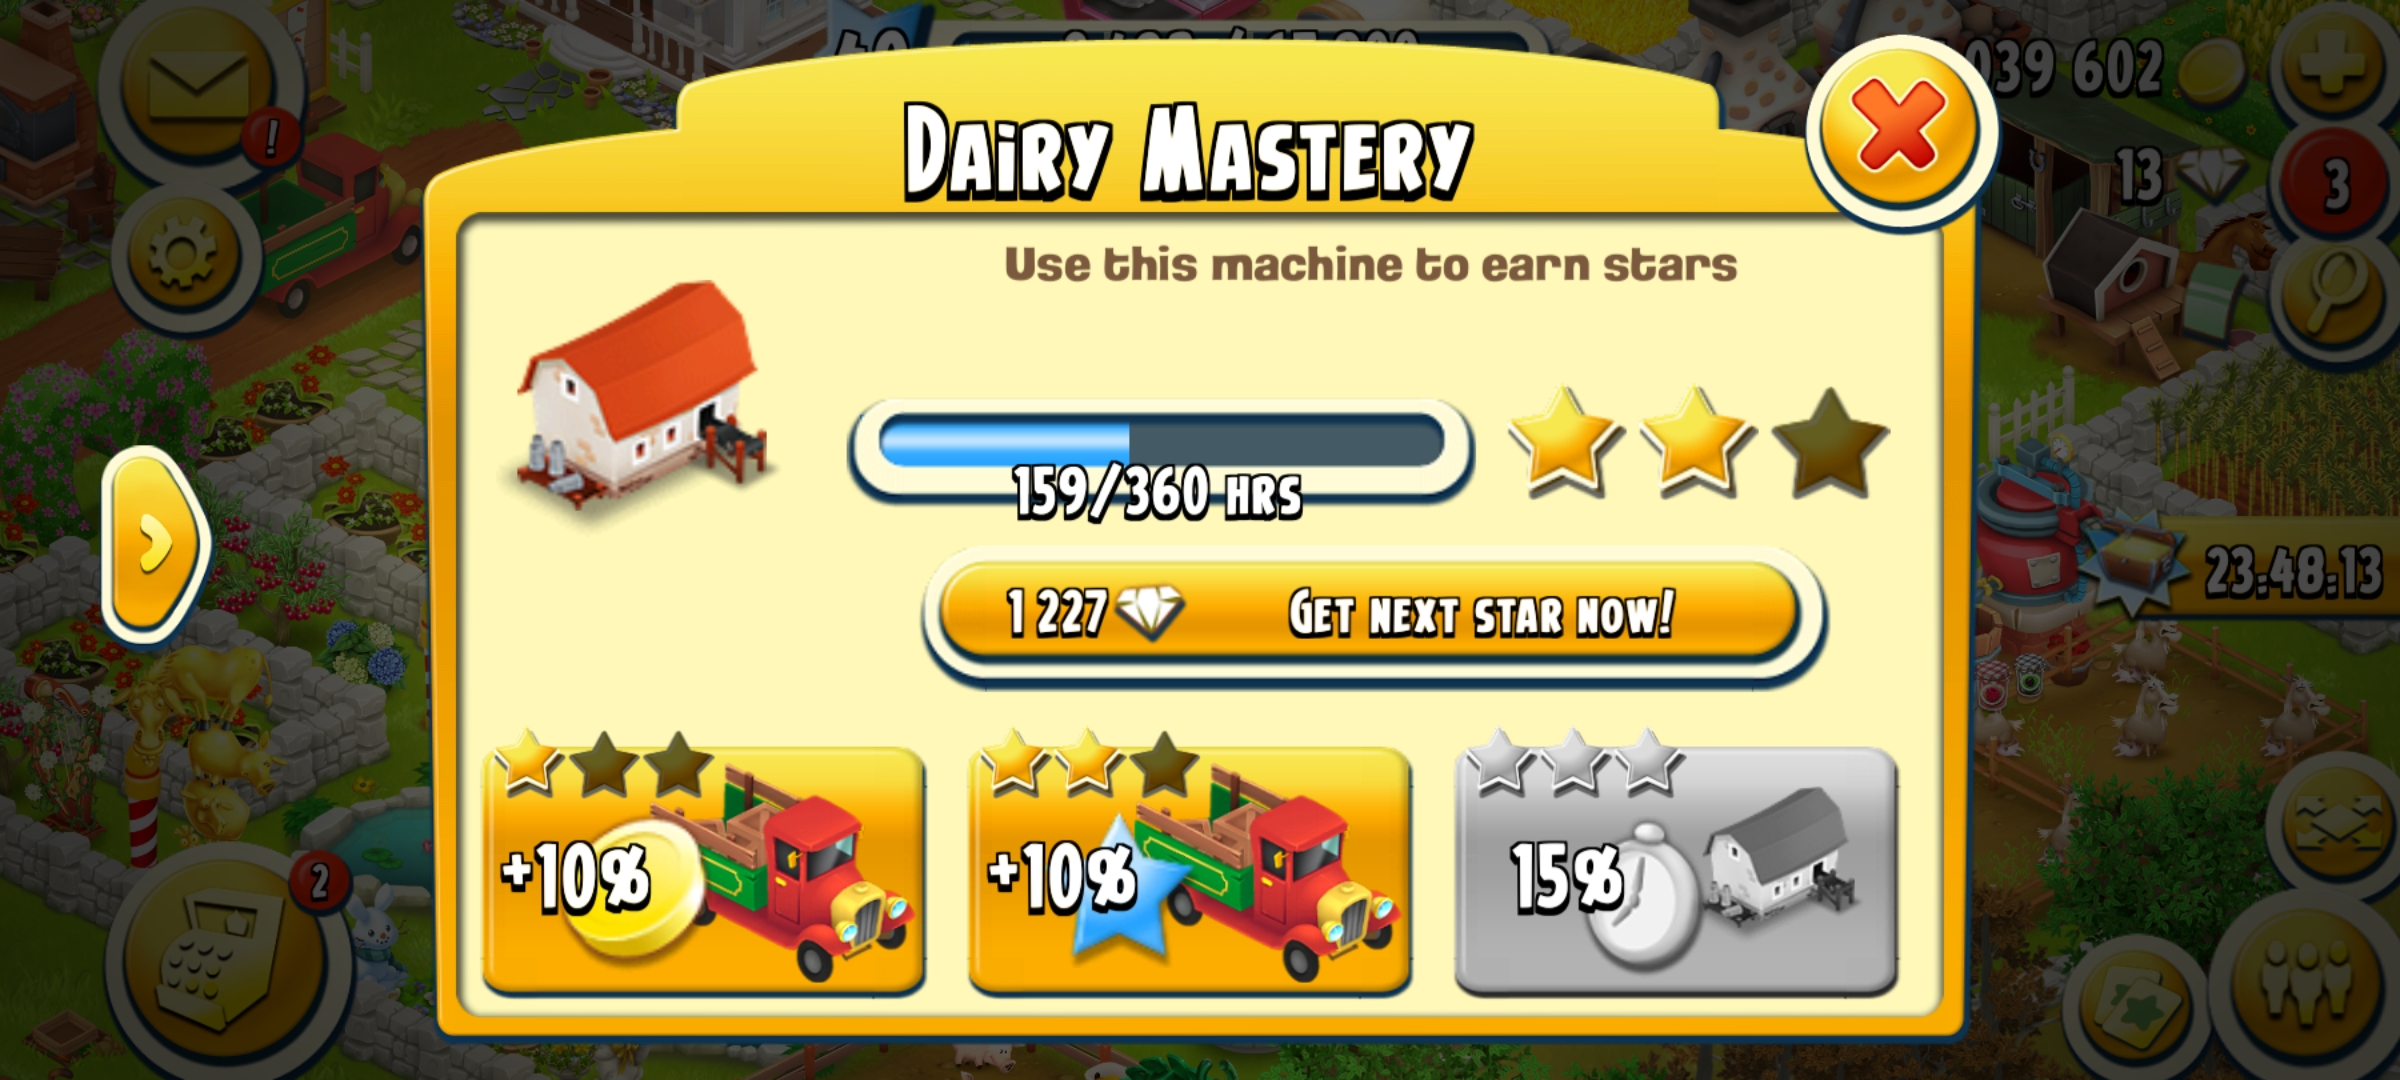 039 602
!
Dairy Mastery
13
3
Use this machine to earn stars
159/360 hrs
23:48:13
1 227 Get next star now!
+10%
+10%
15%
2